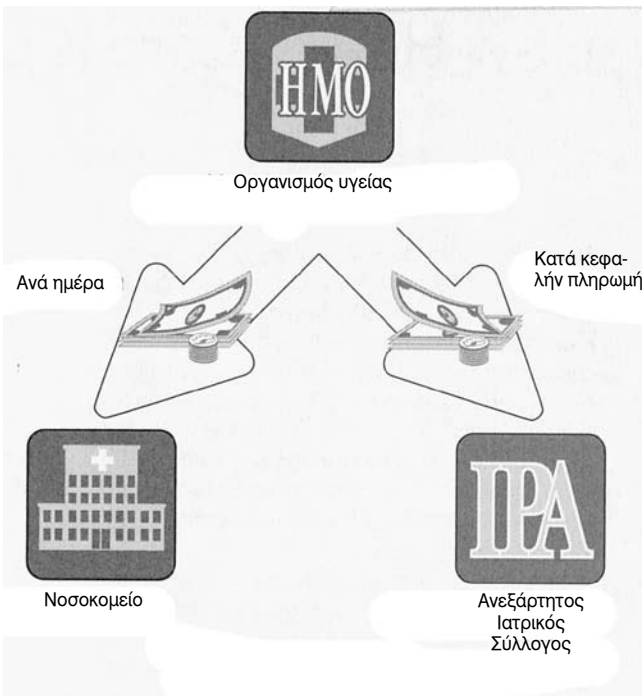 HMO
Οργανισμός υγείας
Ανά ημέρα
Κατά κεφα-
λήν πληρωμή
IPA
Νοσοκομείο
Ανεξάρτητος
Ιατρικός
Σύλλογος